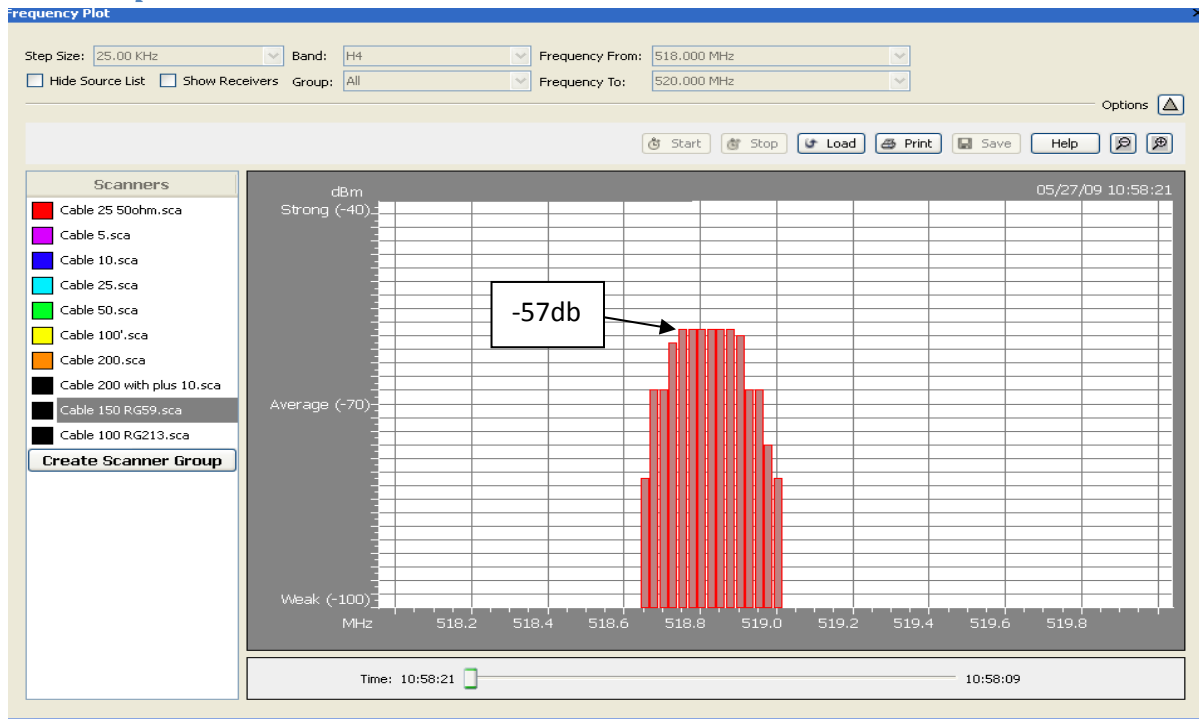 Frequency Plot
Step Size: 25.00 KHz Band: H4 Frequency From: 518.000 MHz
Hide Source List Show Receivers Group: All Frequency To: 520.000 MHz
Options
Start Stop Load Print Save Help
Scanners
Cable 25 50ohm.sca
Cable 5.sca
Cable 10.sca
Cable 25.sca
Cable 50.sca
Cable 100'.sca
Cable 200.sca
Cable 200 with plus 10.sca
Cable 150 RG59.sca
Cable 100 RG213.sca
Create Scanner Group
dBm 05/27/09 10:58:21
Strong (-40)
-57db
Average (-70)
Weak (-100)
MHz 518.2 518.4 518.6 518.8 519.0 519.2 519.4 519.6 519.8
Time: 10:58:21 10:58:09